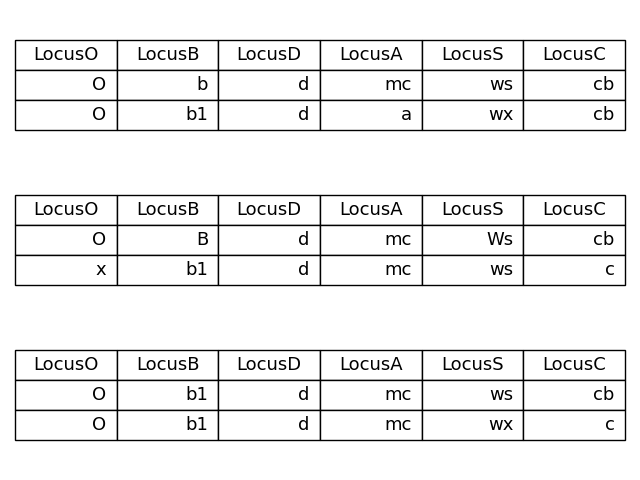 LocusO LocusB LocusD LocusA LocusS LocusC
O b d mc ws cb
O b1 d a wx cb
LocusO LocusB LocusD LocusA LocusS LocusC
O B d mc Ws cb
x b1 d mc ws c
LocusO LocusB LocusD LocusA LocusS LocusC
O b1 d mc ws cb
O b1 d mc wx c